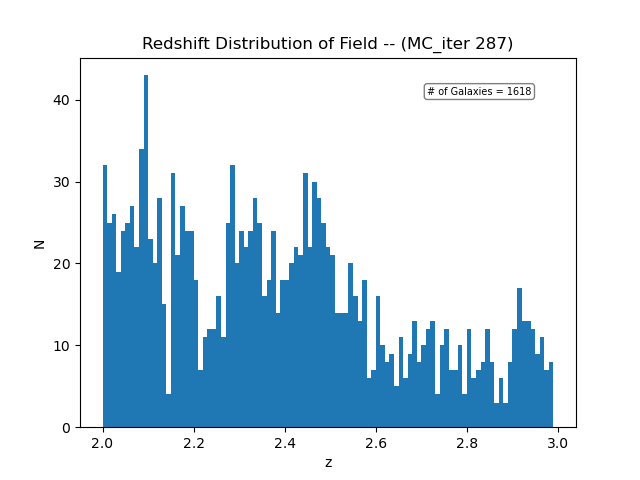 Redshift Distribution of Field -- (MC_iter 287)
# of Galaxies = 1618
40
30
20
10
0
N
2.0 2.2 2.4 2.6 2.8 3.0
z